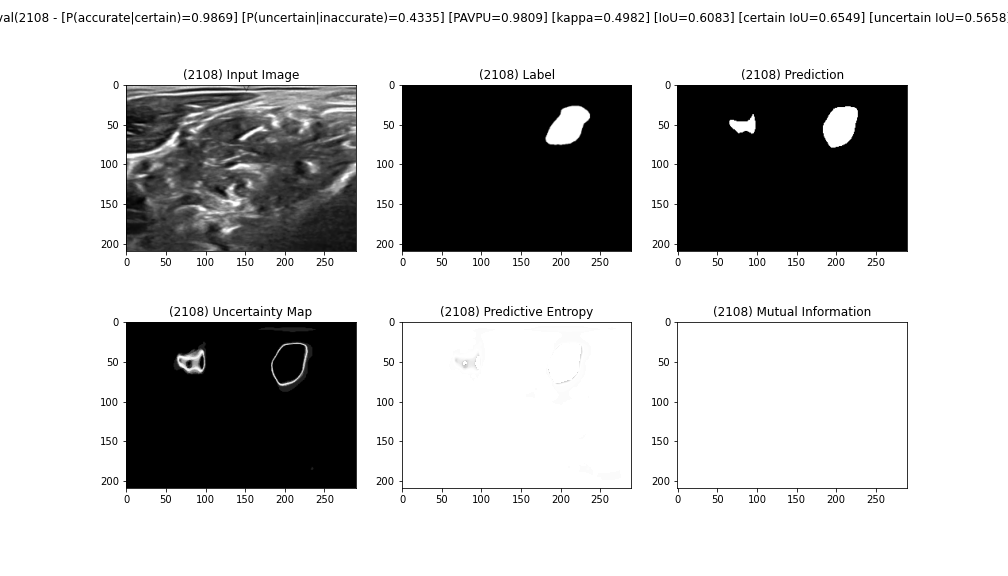 val(2108 - [P(accurate|certain)=0.9869] [P(uncertain|inaccurate)=0.4335] [PAVPU=0.9809] [kappa=0.4982] [IoU=0.6083] [certain IoU=0.6549] [uncertain IoU=0.5658]
(2108) Input Image
0
50
100
150
200
0 50 100 150 200 250
(2108) Label
0
50
100
150
200
0 50 100 150 200 250
(2108) Prediction
0
50
100
150
200
0 50 100 150 200 250
(2108) Uncertainty Map
0
50
100
150
200
0 50 100 150 200 250
(2108) Predictive Entropy
0
50
100
150
200
0 50 100 150 200 250
(2108) Mutual Information
0
50
100
150
200
0 50 100 150 200 250